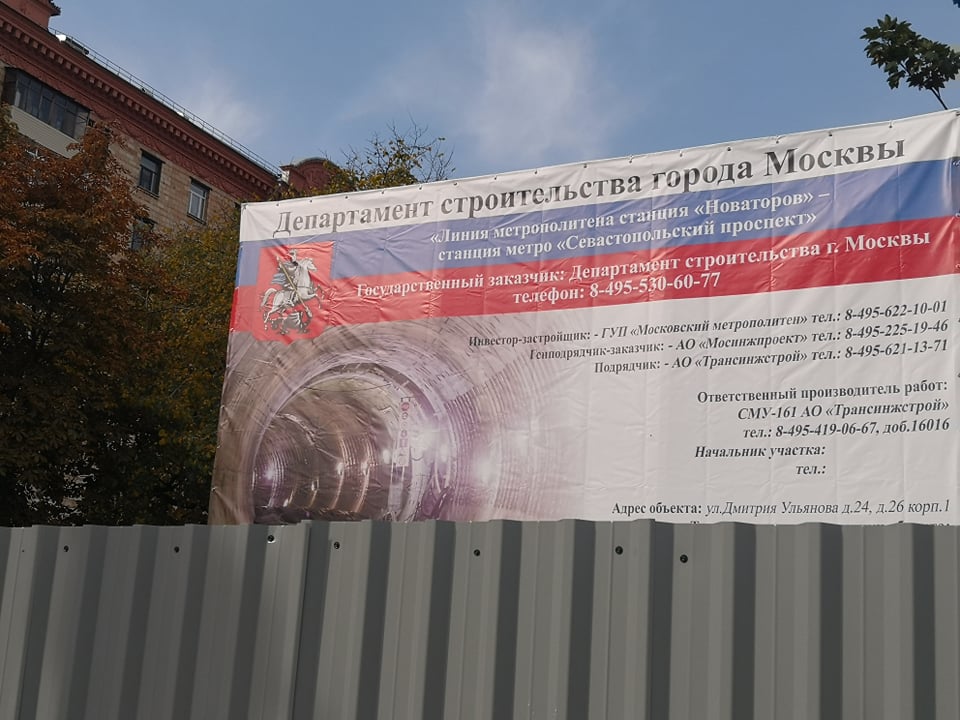 Департамент строительства города Москвы
«Линия метрополитена станция «Новаторов» –
станция метро «Севастопольский проспект»
Государственный заказчик: Департамент строительства г. Москвы
телефон: 8-495-530-60-77
Инвестор-застройщик: - ГУП «Московский метрополитен» тел.: 8-495-622-10-01
Генподрядчик-заказчик: - АО «Мосинжпроект» тел.: 8-495-225-19-46
Подрядчик: - АО «Трансинжстрой» тел.: 8-495-621-13-71
Ответственный производитель работ:
СМУ-161 АО «Трансинжстрой»
тел.: 8-495-419-06-67, доб.16016
Начальник участка:
тел.:
Адрес объекта: ул.Дмитрия Ульянова д.24, д.26 корп.1